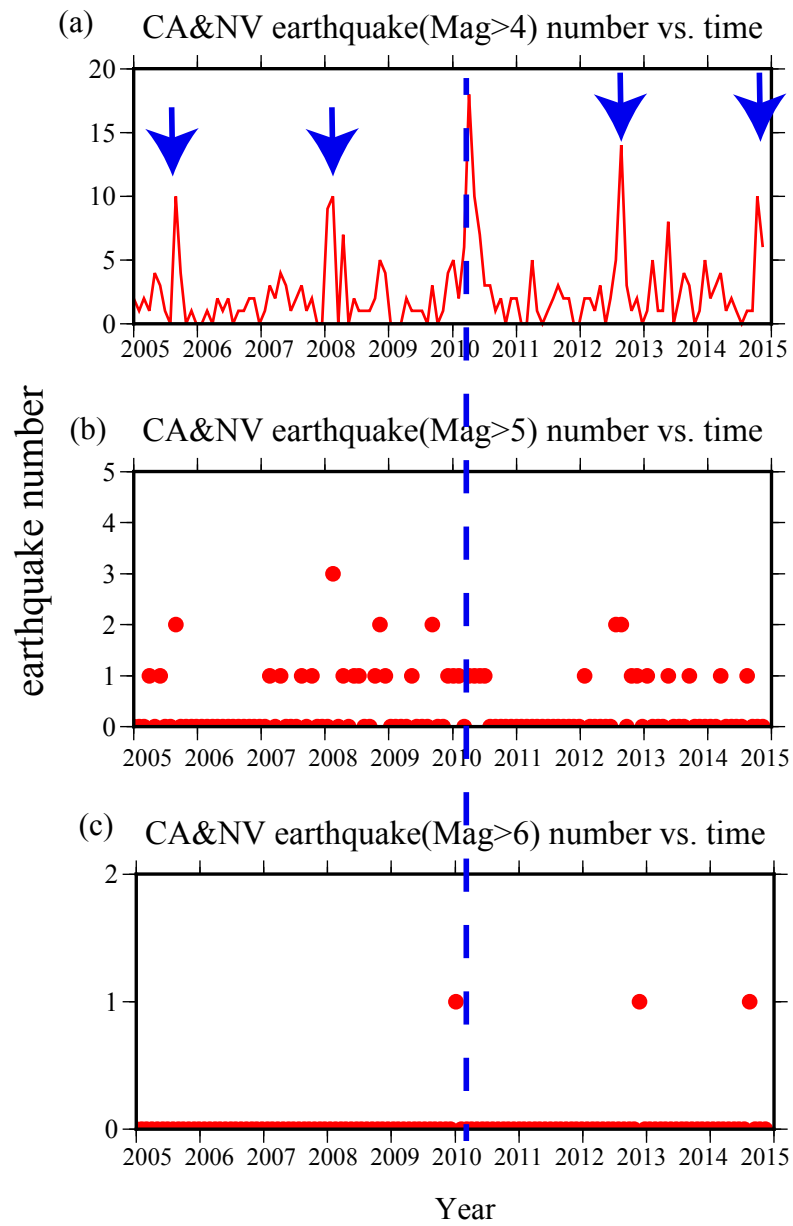 (a) CA&NV earthquake(Mag>4) number vs. time
20
15
10
5
0
2005 2006 2007 2008 2009 2010 2011 2012 2013 2014 2015
earthquake number
(b) CA&NV earthquake(Mag>5) number vs. time
5
4
3
2
1
0
2005 2006 2007 2008 2009 2010 2011 2012 2013 2014 2015
(c) CA&NV earthquake(Mag>6) number vs. time
2
1
0
2005 2006 2007 2008 2009 2010 2011 2012 2013 2014 2015
Year